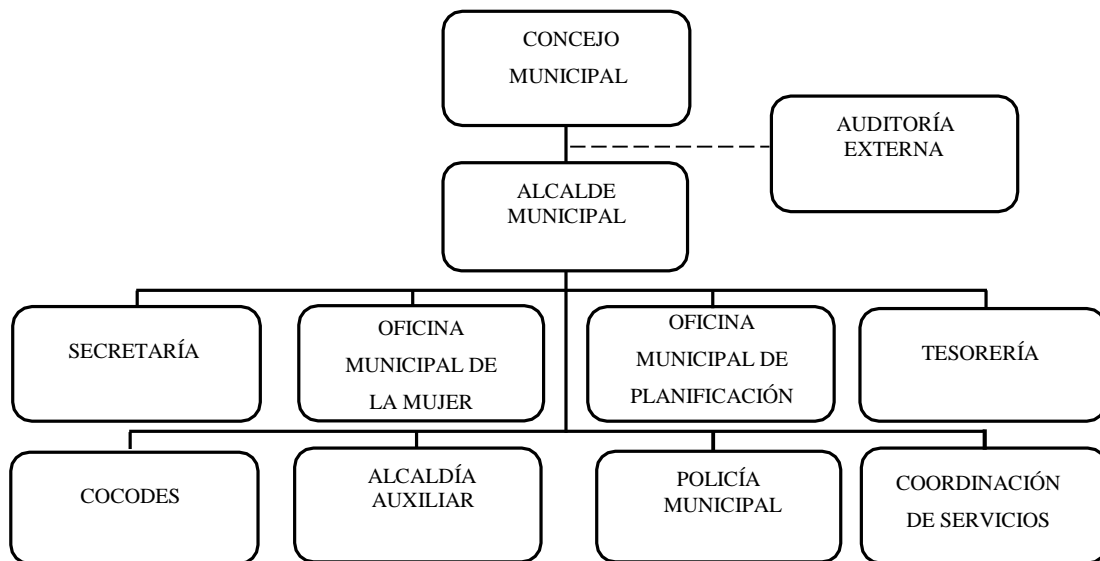 CONCEJO
MUNICIPAL
AUDITORÍA
EXTERNA
ALCALDE
MUNICIPAL
SECRETARÍA
OFICINA
MUNICIPAL DE
LA MUJER
OFICINA
MUNICIPAL DE
PLANIFICACIÓN
TESORERÍA
COCODES
ALCALDÍA
AUXILIAR
POLICÍA
MUNICIPAL
COORDINACIÓN
DE SERVICIOS